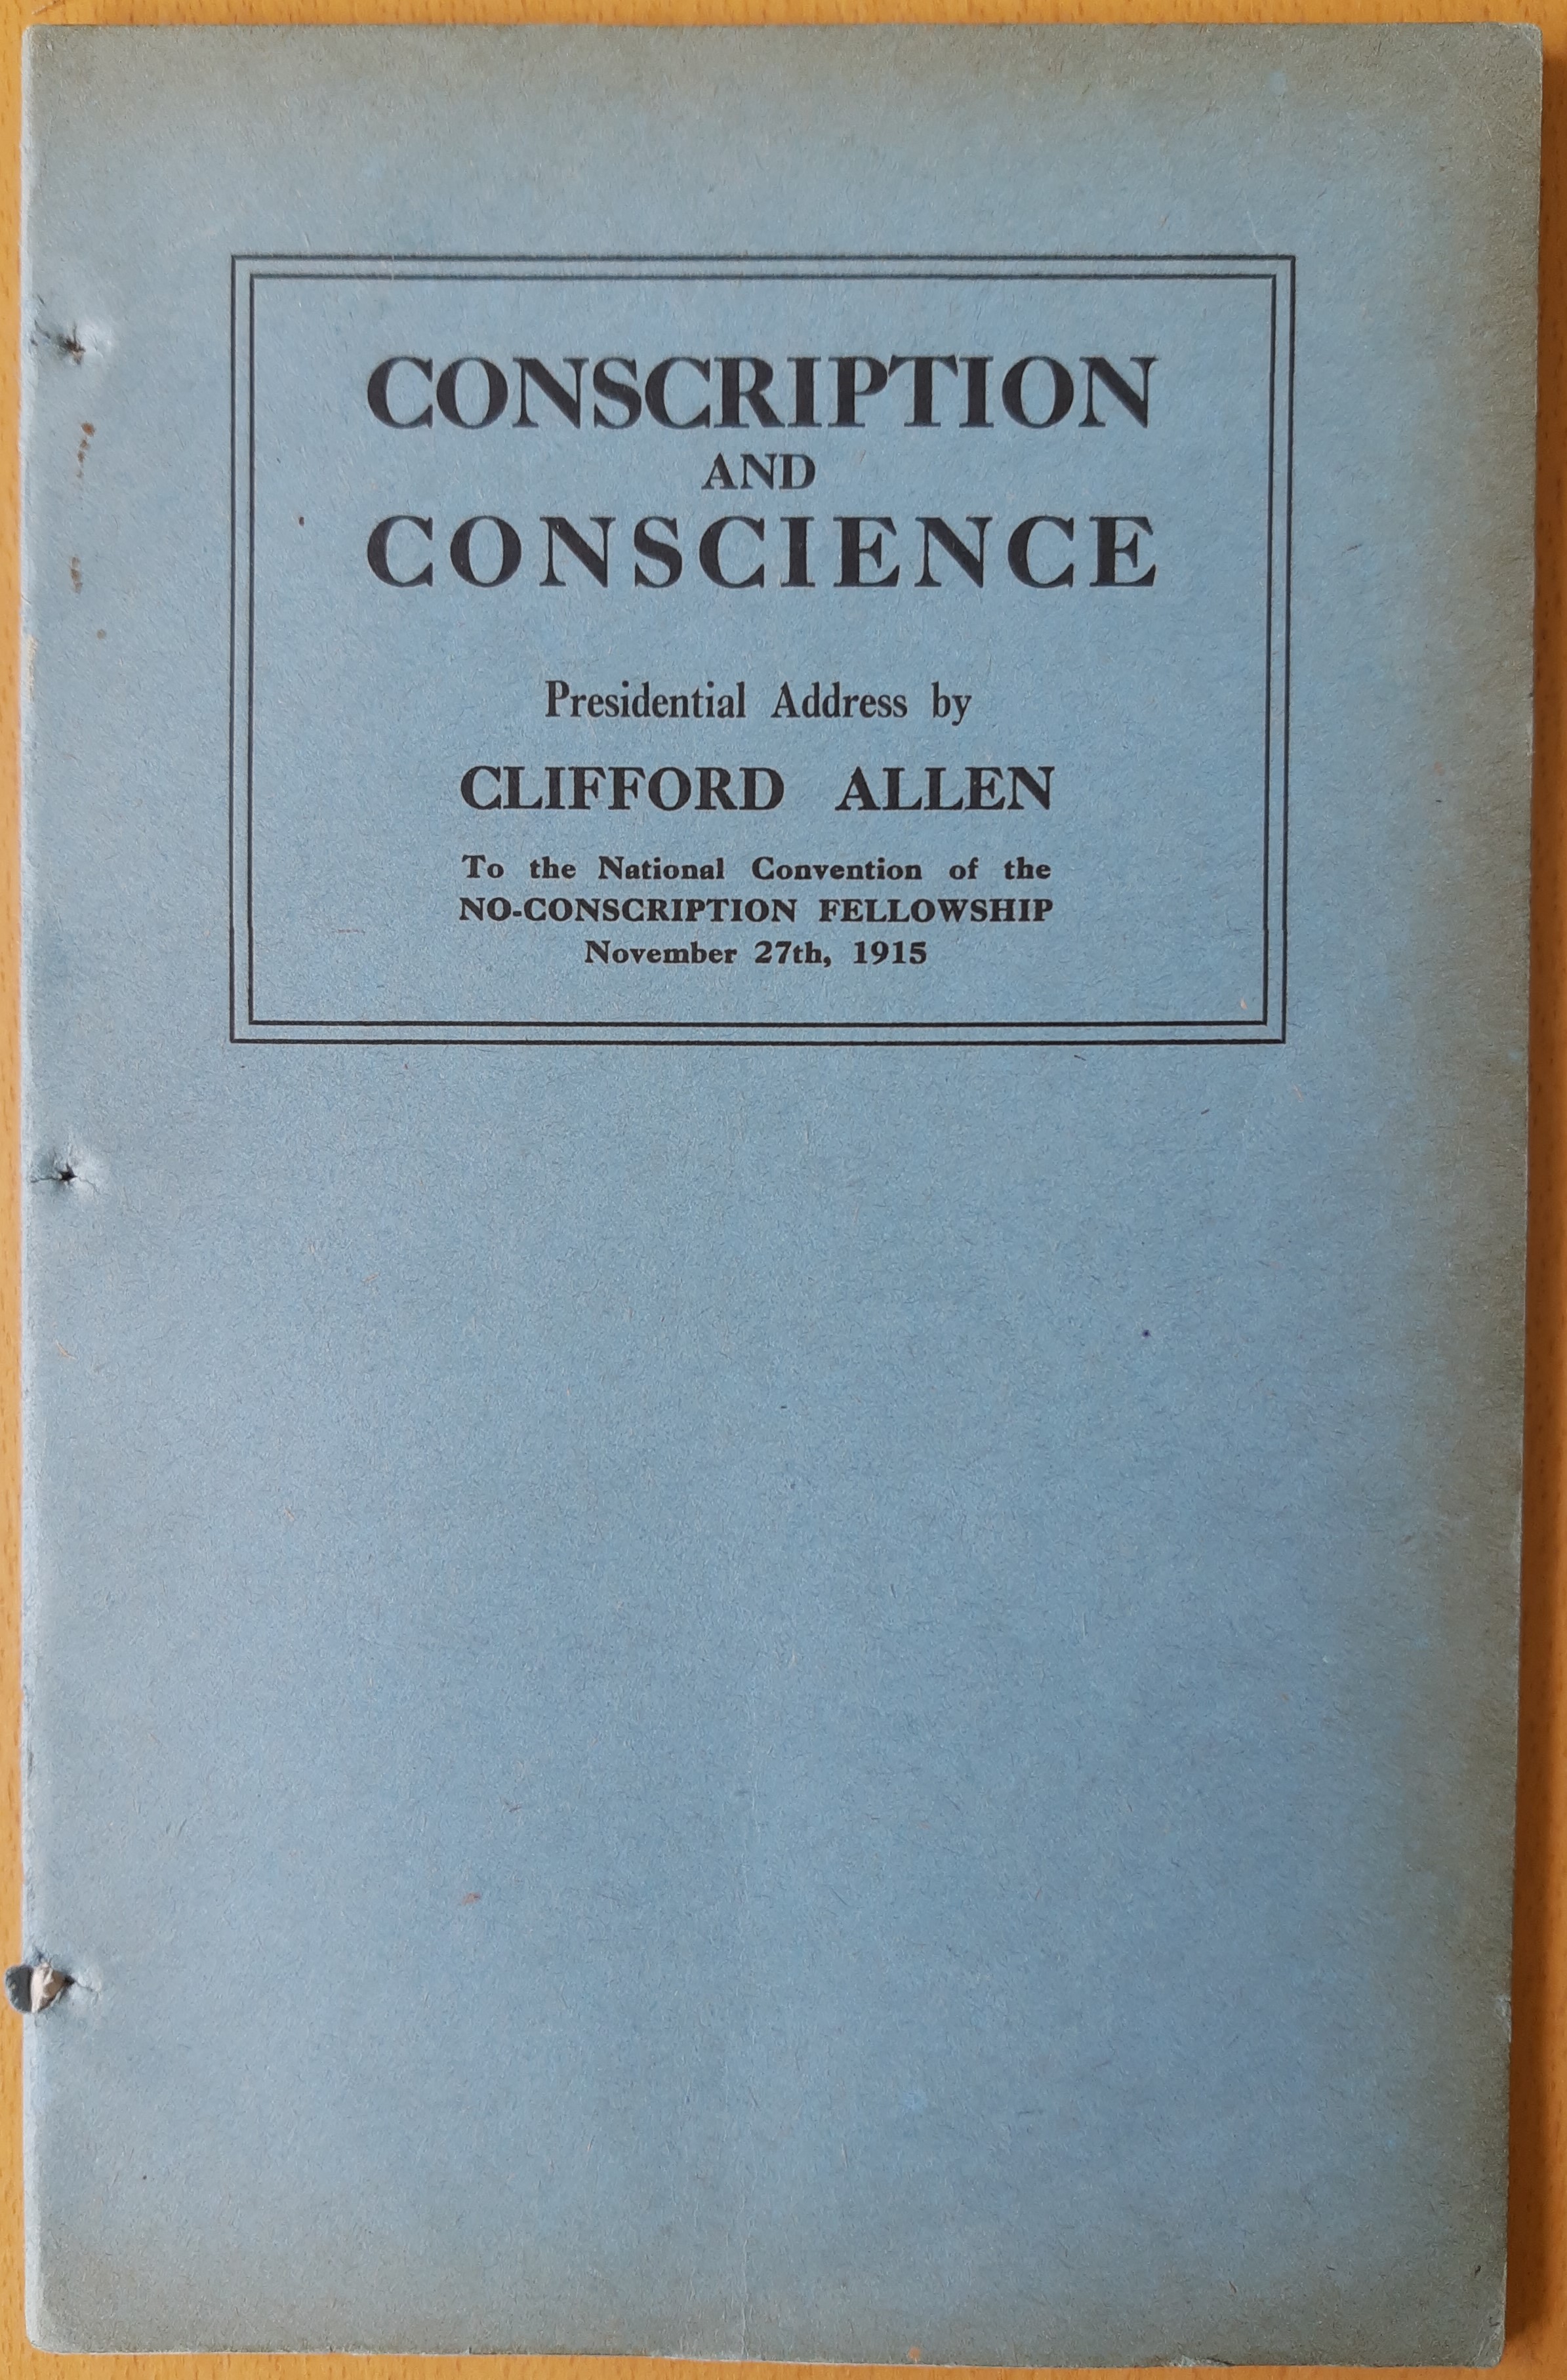 CONSCRIPTION
AND
CONSCIENCE
Presidential Address by
CLIFFORD ALLEN
To the National Convention of the
NO-CONSCRIPTION FELLOWSHIP
November 27th, 1915